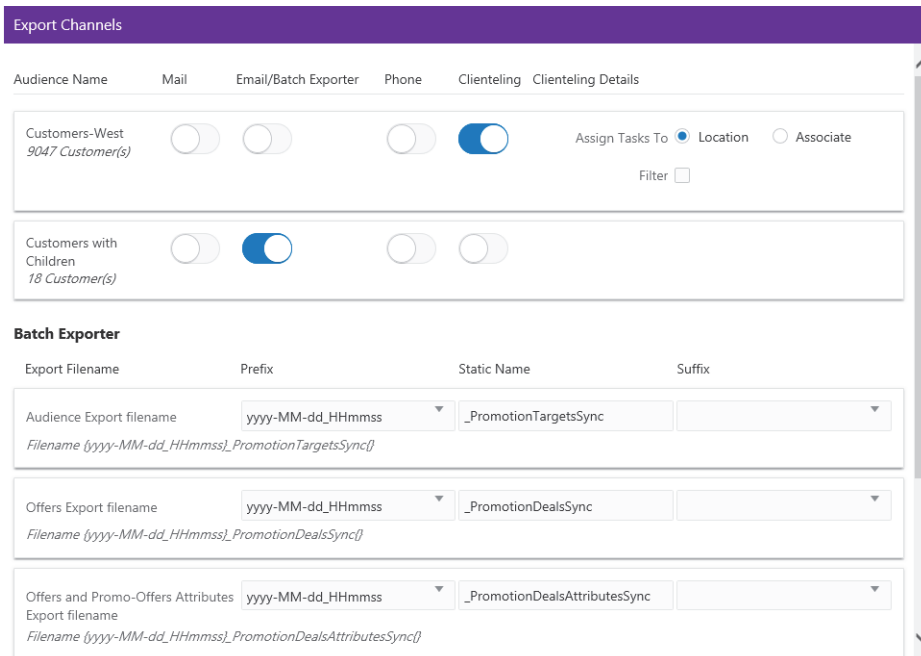 Export Channels
Audience Name Mail Email/Batch Exporter Phone Clienteling Clienteling Details
Customers-West
9047 Customer(s)
Assign Tasks To Location Associate
Filter
Customers with
Children
18 Customer(s)
Batch Exporter
Export Filename Prefix Static Name Suffix
Audience Export filename yyyy-MM-dd_HHmmss _PromotionTargetsSync
Filename {yyyy-MM-dd_HHmmss}_PromotionTargetsSync{}
Offers Export filename yyyy-MM-dd_HHmmss _PromotionDealsSync
Filename {yyyy-MM-dd_HHmmss}_PromotionDealsSync{}
Offers and Promo-Offers Attributes yyyy-MM-dd_HHmmss _PromotionDealsAttributesSync
Export filename
Filename {yyyy-MM-dd_HHmmss}_PromotionDealsAttributesSync{}